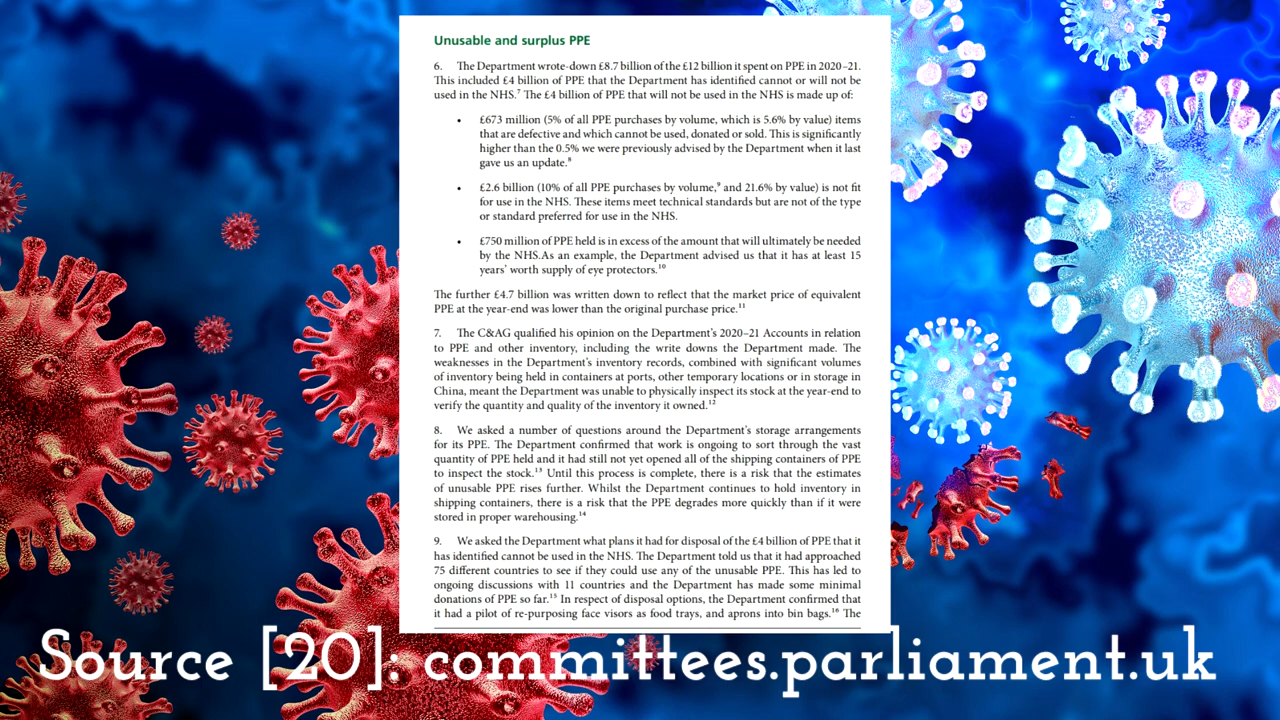 Unusable and surplus PPE
6. The Department wrote-down £8.7 billion of the £12 billion it spent on PPE in 2020–21.
This included £4 billion of PPE that the Department has identified cannot or will not be
used in the NHS.⁷ The £4 billion of PPE that will not be used in the NHS is made up of:
• £673 million (5% of all PPE purchases by volume, which is 5.6% by value) items
that are defective and which cannot be used, donated or sold. This is significantly
higher than the 0.5% we were previously advised by the Department when it last
gave us an update.⁸
• £2.6 billion (10% of all PPE purchases by volume,⁹ and 21.6% by value) is not fit
for use in the NHS. These items meet technical standards but are not of the type
or standard preferred for use in the NHS.
• £750 million of PPE held is in excess of the amount that will ultimately be needed
by the NHS.As an example, the Department advised us that it has at least 15
years’ worth supply of eye protectors.¹⁰
The further £4.7 billion was written down to reflect that the market price of equivalent
PPE at the year-end was lower than the original purchase price.¹¹
7. The C&AG qualified his opinion on the Department’s 2020–21 Accounts in relation
to PPE and other inventory, including the write downs the Department made. The
weaknesses in the Department’s inventory records, combined with significant volumes
of inventory being held in containers at ports, other temporary locations or in storage in
China, meant the Department was unable to physically inspect its stock at the year-end to
verify the quantity and quality of the inventory it owned.¹²
8. We asked a number of questions around the Department’s storage arrangements
for its PPE. The Department confirmed that work is ongoing to sort through the vast
quantity of PPE held and it had still not yet opened all of the shipping containers of PPE
to inspect the stock.¹³ Until this process is complete, there is a risk that the estimates
of unusable PPE rises further. Whilst the Department continues to hold inventory in
shipping containers, there is a risk that the PPE degrades more quickly than if it were
stored in proper warehousing.¹⁴
9. We asked the Department what plans it had for disposal of the £4 billion of PPE that it
has identified cannot be used in the NHS. The Department told us that it had approached
75 different countries to see if they could use any of the unusable PPE. This has led to
ongoing discussions with 11 countries and the Department has made some minimal
donations of PPE so far.¹⁵ In respect of disposal options, the Department confirmed that
it had a pilot of re-purposing face visors as food trays, and aprons into bin bags.¹⁶ The
Source [20]: committees.parliament.uk